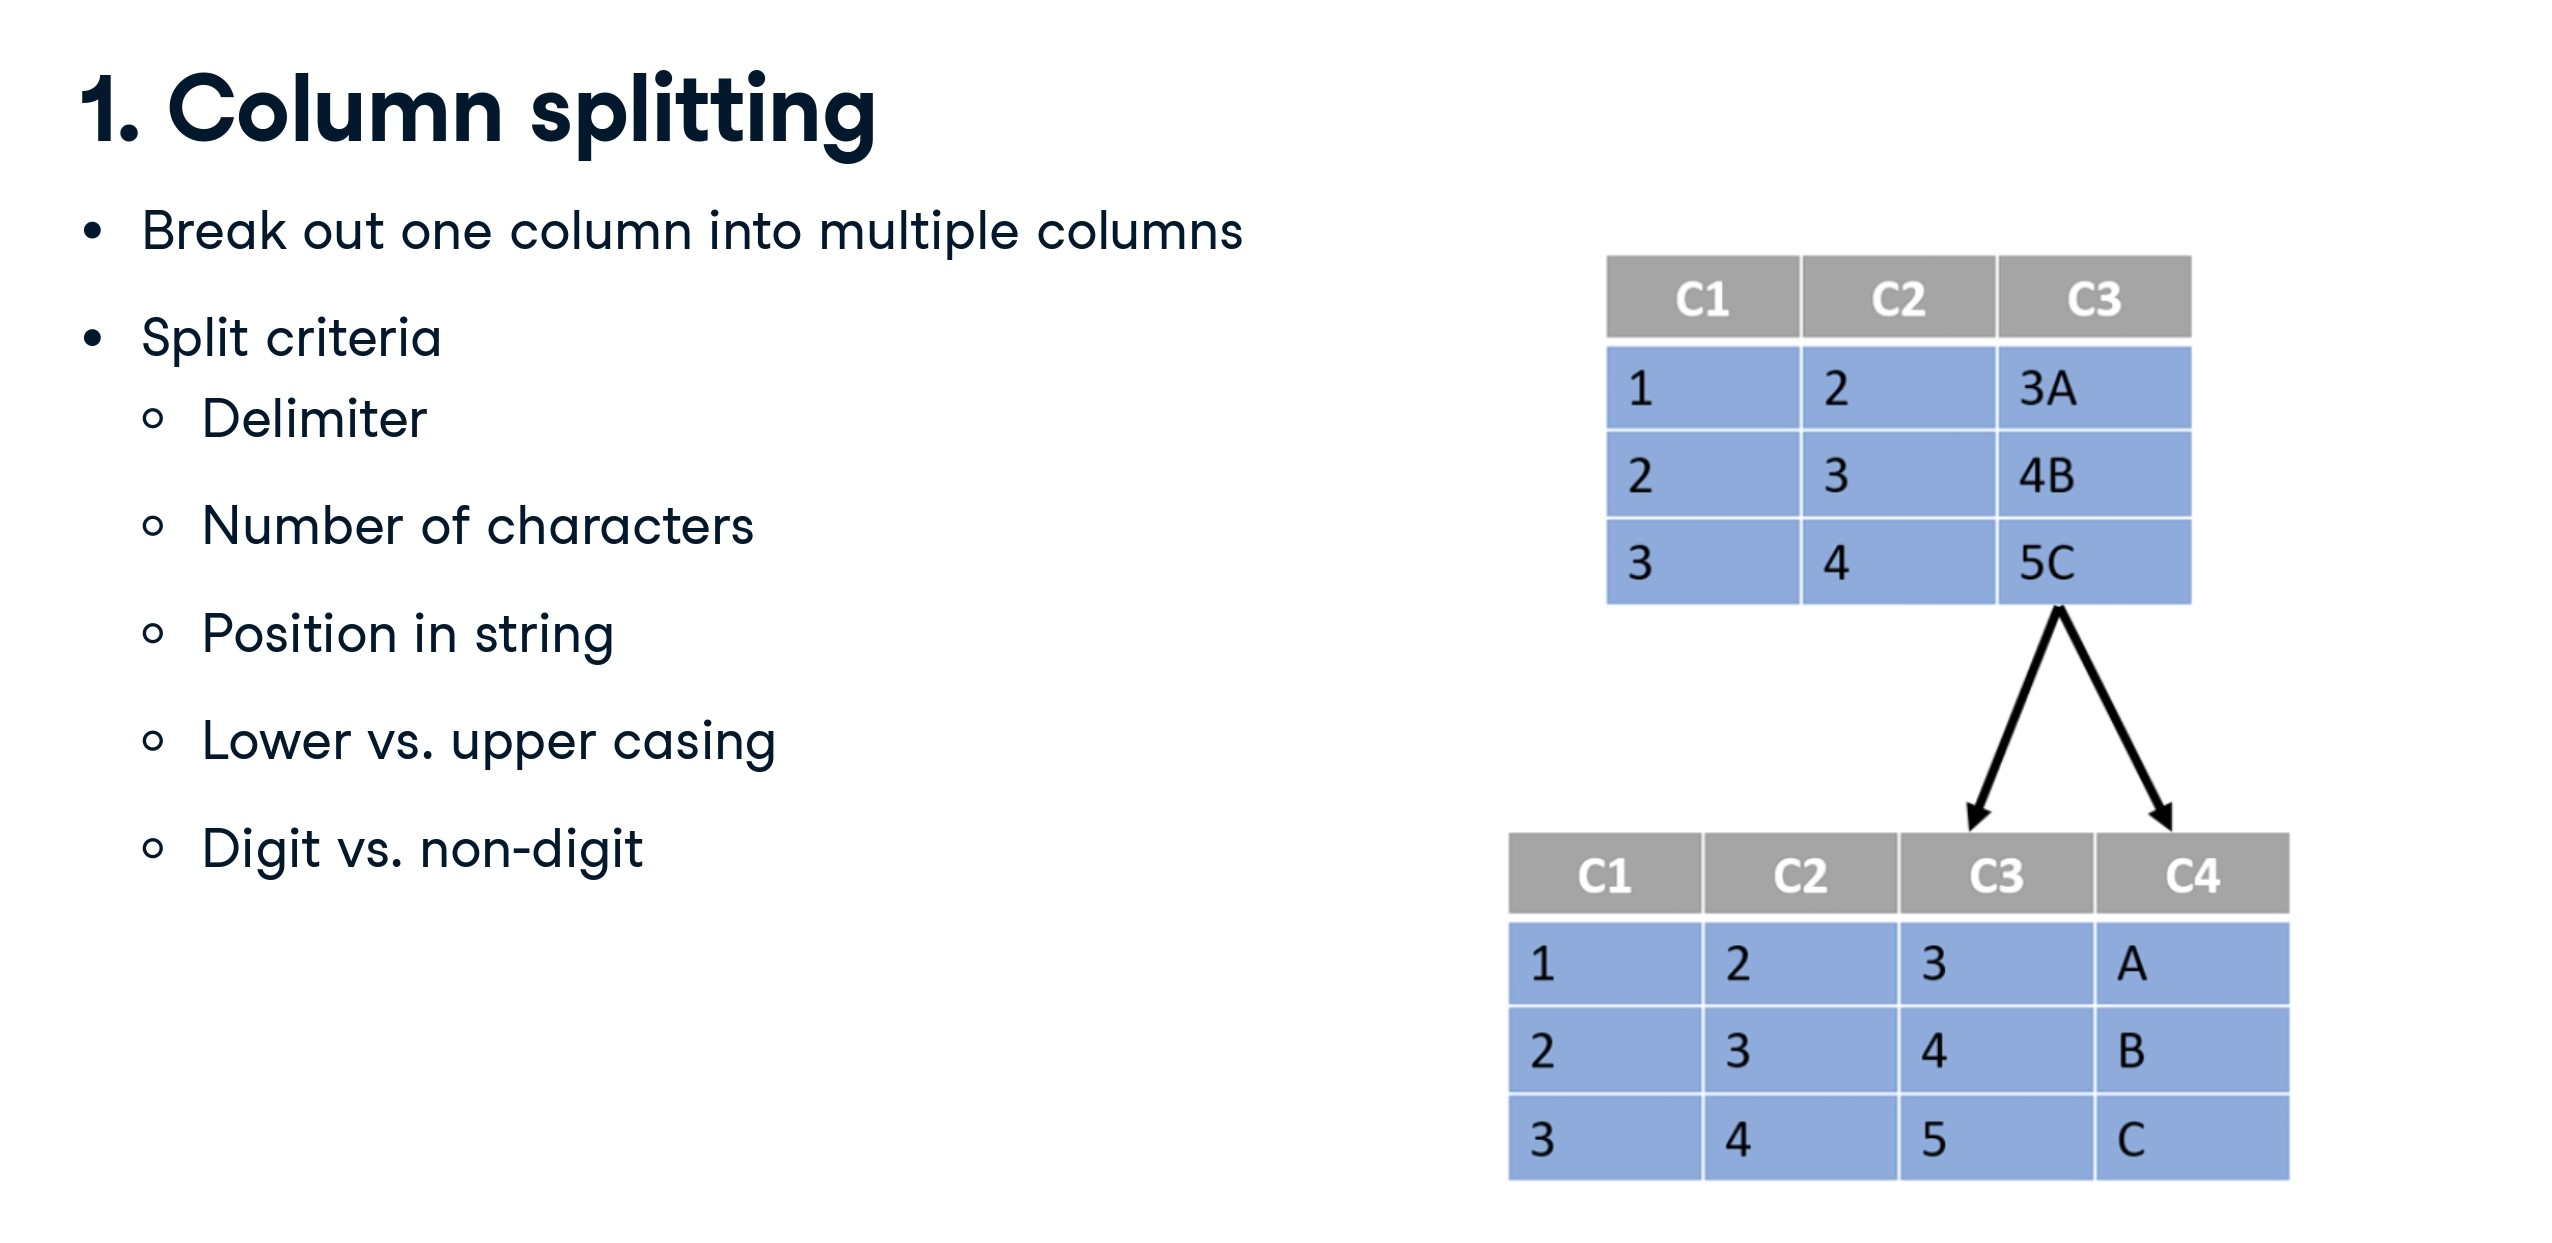 1. Column splitting
• Break out one column into multiple columns
• Split criteria
○ Delimiter
○ Number of characters
○ Position in string
○ Lower vs. upper casing
○ Digit vs. non-digit
C1 C2 C3
1 2 3A
2 3 4B
3 4 5C
C1 C2 C3 C4
1 2 3 A
2 3 4 B
3 4 5 C